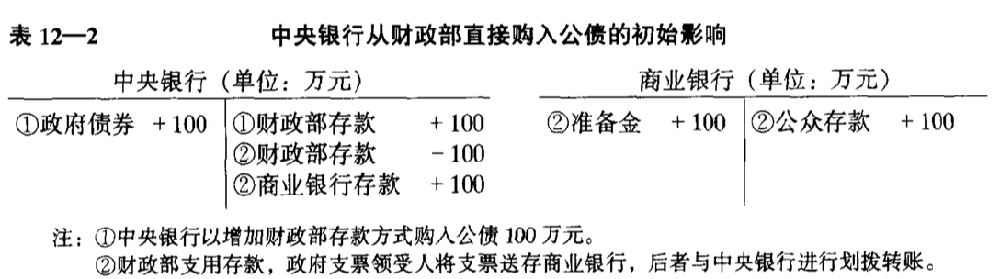 表 12—2 中央银行从财政部直接购入公债的初始影响
中央银行（单位：万元） 商业银行（单位：万元）
①政府债券 +100 ①财政部存款 +100 ②准备金 +100 ②公众存款 +100
②财政部存款 -100
②商业银行存款 +100
注：①中央银行以增加财政部存款方式购入公债 100 万元。
②财政部支用存款，政府支票领受人将支票送存商业银行，后者与中央银行进行划拨转账。